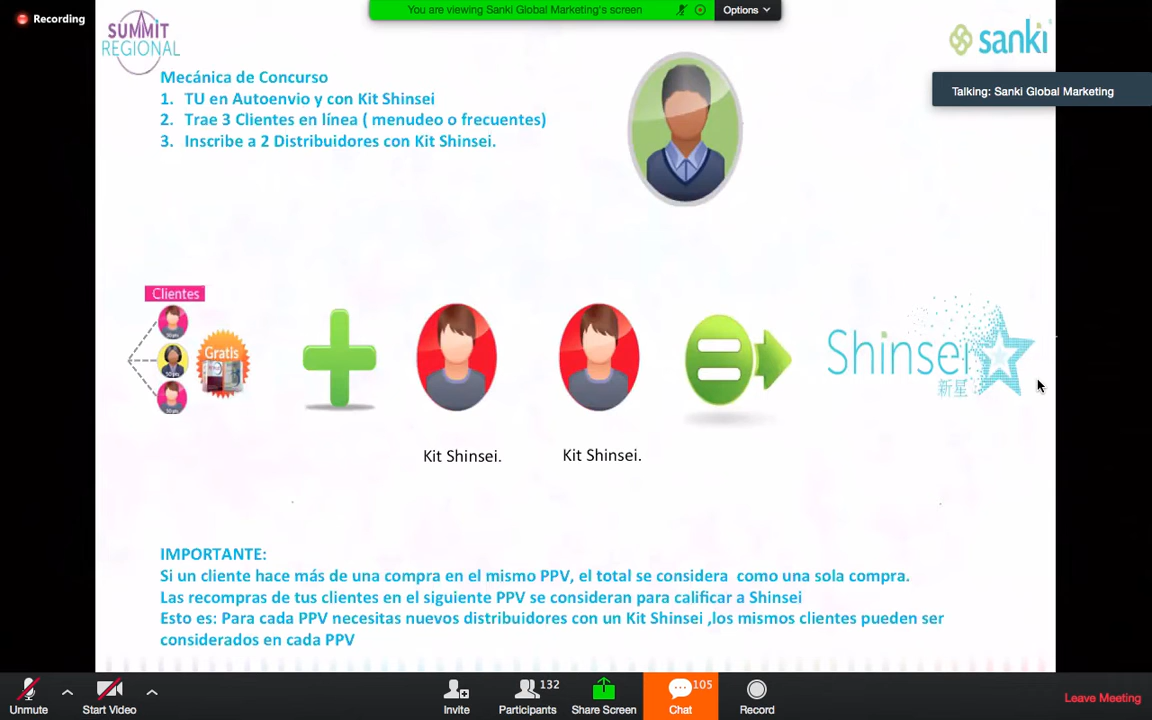 Recording
You are viewing Sanki Global Marketing's screen
Options
SUMMIT
REGIONAL
sanki
Talking: Sanki Global Marketing
Mecánica de Concurso
1. TU en Autoenvio y con Kit Shinsei
2. Trae 3 Clientes en línea ( menudeo o frecuentes)
3. Inscribe a 2 Distribuidores con Kit Shinsei.
Clientes
Gratis
Shinsei
新星
Kit Shinsei.
Kit Shinsei.
IMPORTANTE:
Si un cliente hace más de una compra en el mismo PPV, el total se considera como una sola compra.
Las recompras de tus clientes en el siguiente PPV se consideran para calificar a Shinsei
Esto es: Para cada PPV necesitas nuevos distribuidores con un Kit Shinsei ,los mismos clientes pueden ser
considerados en cada PPV
132
105
Unmute
Start Video
Invite
Participants
Share Screen
Chat
Record
Leave Meeting